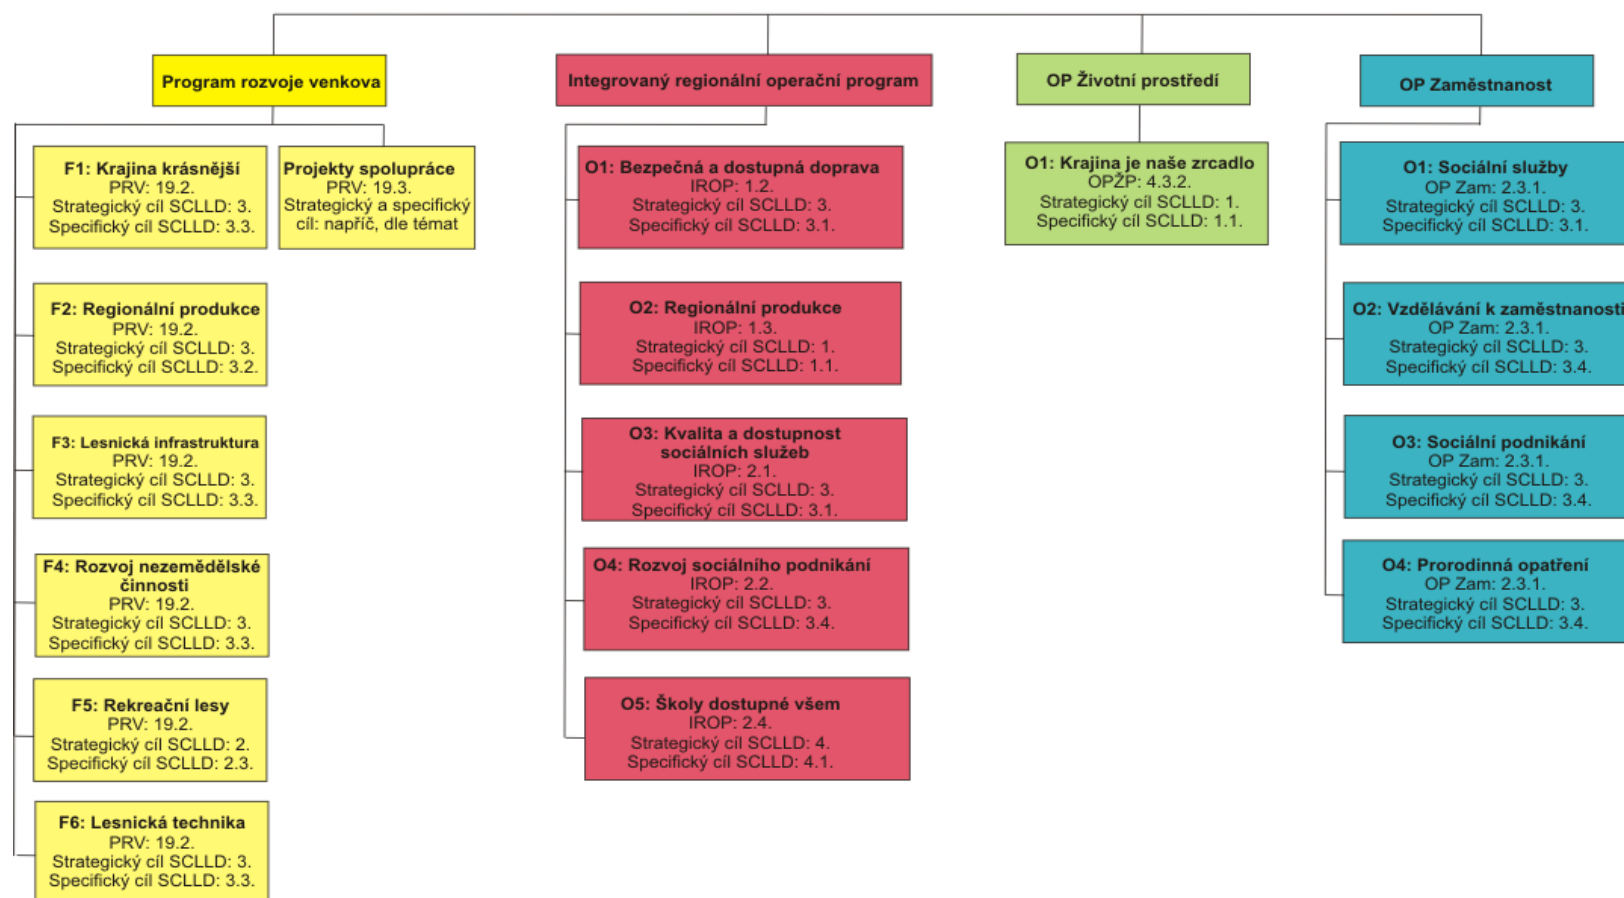 Program rozvoje venkova
F1: Krajina krásnější
PRV: 19.2.
Strategický cíl SCLLD: 3.
Specifický cíl SCLLD: 3.3.
Projekty spolupráce
PRV: 19.3.
Strategický a specifický
cíl: napříč, dle témat
F2: Regionální produkce
PRV: 19.2.
Strategický cíl SCLLD: 3.
Specifický cíl SCLLD: 3.2.
F3: Lesnická infrastruktura
PRV: 19.2.
Strategický cíl SCLLD: 3.
Specifický cíl SCLLD: 3.3.
F4: Rozvoj nezemědělské
činnosti
PRV: 19.2.
Strategický cíl SCLLD: 3.
Specifický cíl SCLLD: 3.3.
F5: Rekreační lesy
PRV: 19.2.
Strategický cíl SCLLD: 2.
Specifický cíl SCLLD: 2.3.
F6: Lesnická technika
PRV: 19.2.
Strategický cíl SCLLD: 3.
Specifický cíl SCLLD: 3.3.
Integrovaný regionální operační program
O1: Bezpečná a dostupná doprava
IROP: 1.2.
Strategický cíl SCLLD: 3.
Specifický cíl SCLLD: 3.1.
O2: Regionální produkce
IROP: 1.3.
Strategický cíl SCLLD: 1.
Specifický cíl SCLLD: 1.1.
O3: Kvalita a dostupnost
sociálních služeb
IROP: 2.1.
Strategický cíl SCLLD: 3.
Specifický cíl SCLLD: 3.1.
O4: Rozvoj sociálního podnikání
IROP: 2.2.
Strategický cíl SCLLD: 3.
Specifický cíl SCLLD: 3.4.
O5: Školy dostupné všem
IROP: 2.4.
Strategický cíl SCLLD: 4.
Specifický cíl SCLLD: 4.1.
OP Životní prostředí
O1: Krajina je naše zrcadlo
OPŽP: 4.3.2.
Strategický cíl SCLLD: 1.
Specifický cíl SCLLD: 1.1.
OP Zaměstnanost
O1: Sociální služby
OP Zam: 2.3.1.
Strategický cíl SCLLD: 3.
Specifický cíl SCLLD: 3.1.
O2: Vzdělávání k zaměstnanosti
OP Zam: 2.3.1.
Strategický cíl SCLLD: 3.
Specifický cíl SCLLD: 3.4.
O3: Sociální podnikání
OP Zam: 2.3.1.
Strategický cíl SCLLD: 3.
Specifický cíl SCLLD: 3.4.
O4: Prorodinná opatření
OP Zam: 2.3.1.
Strategický cíl SCLLD: 3.
Specifický cíl SCLLD: 3.4.